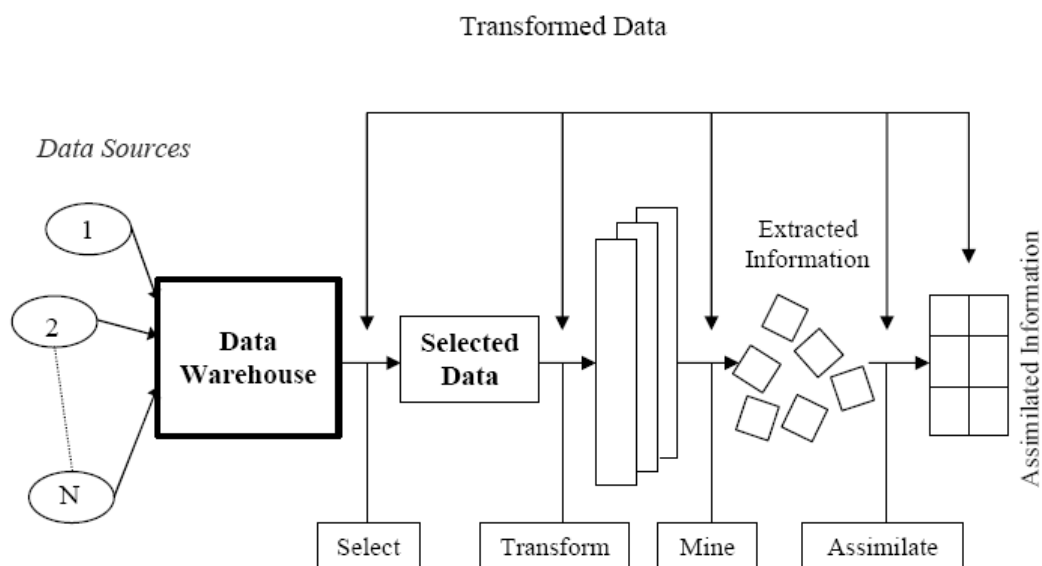 Transformed Data
Data Sources
1
2
N
Data
Warehouse
Selected
Data
Extracted
Information
Assimilated Information
Select
Transform
Mine
Assimilate